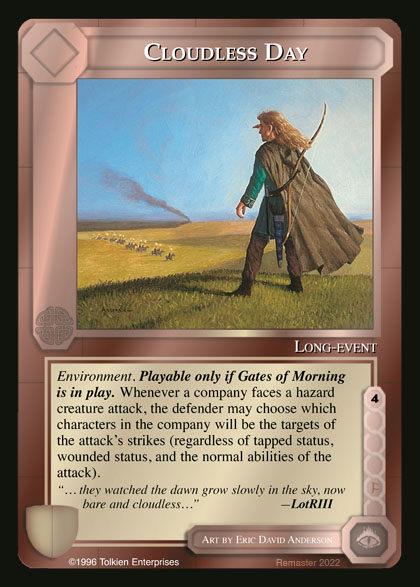 CLOUDLESS DAY
ANDERSON
LONG-EVENT
Environment. Playable only if Gates of Morning
is in play. Whenever a company faces a hazard
creature attack, the defender may choose which
characters in the company will be the targets
of the attack's strikes (regardless of tapped status,
wounded status, and the normal abilities of the
attack).
4
“… they watched the dawn grow slowly in the sky, now
bare and cloudless…” –LotRIII
ART BY ERIC DAVID ANDERSON
©1996 Tolkien Enterprises
Remaster 2022